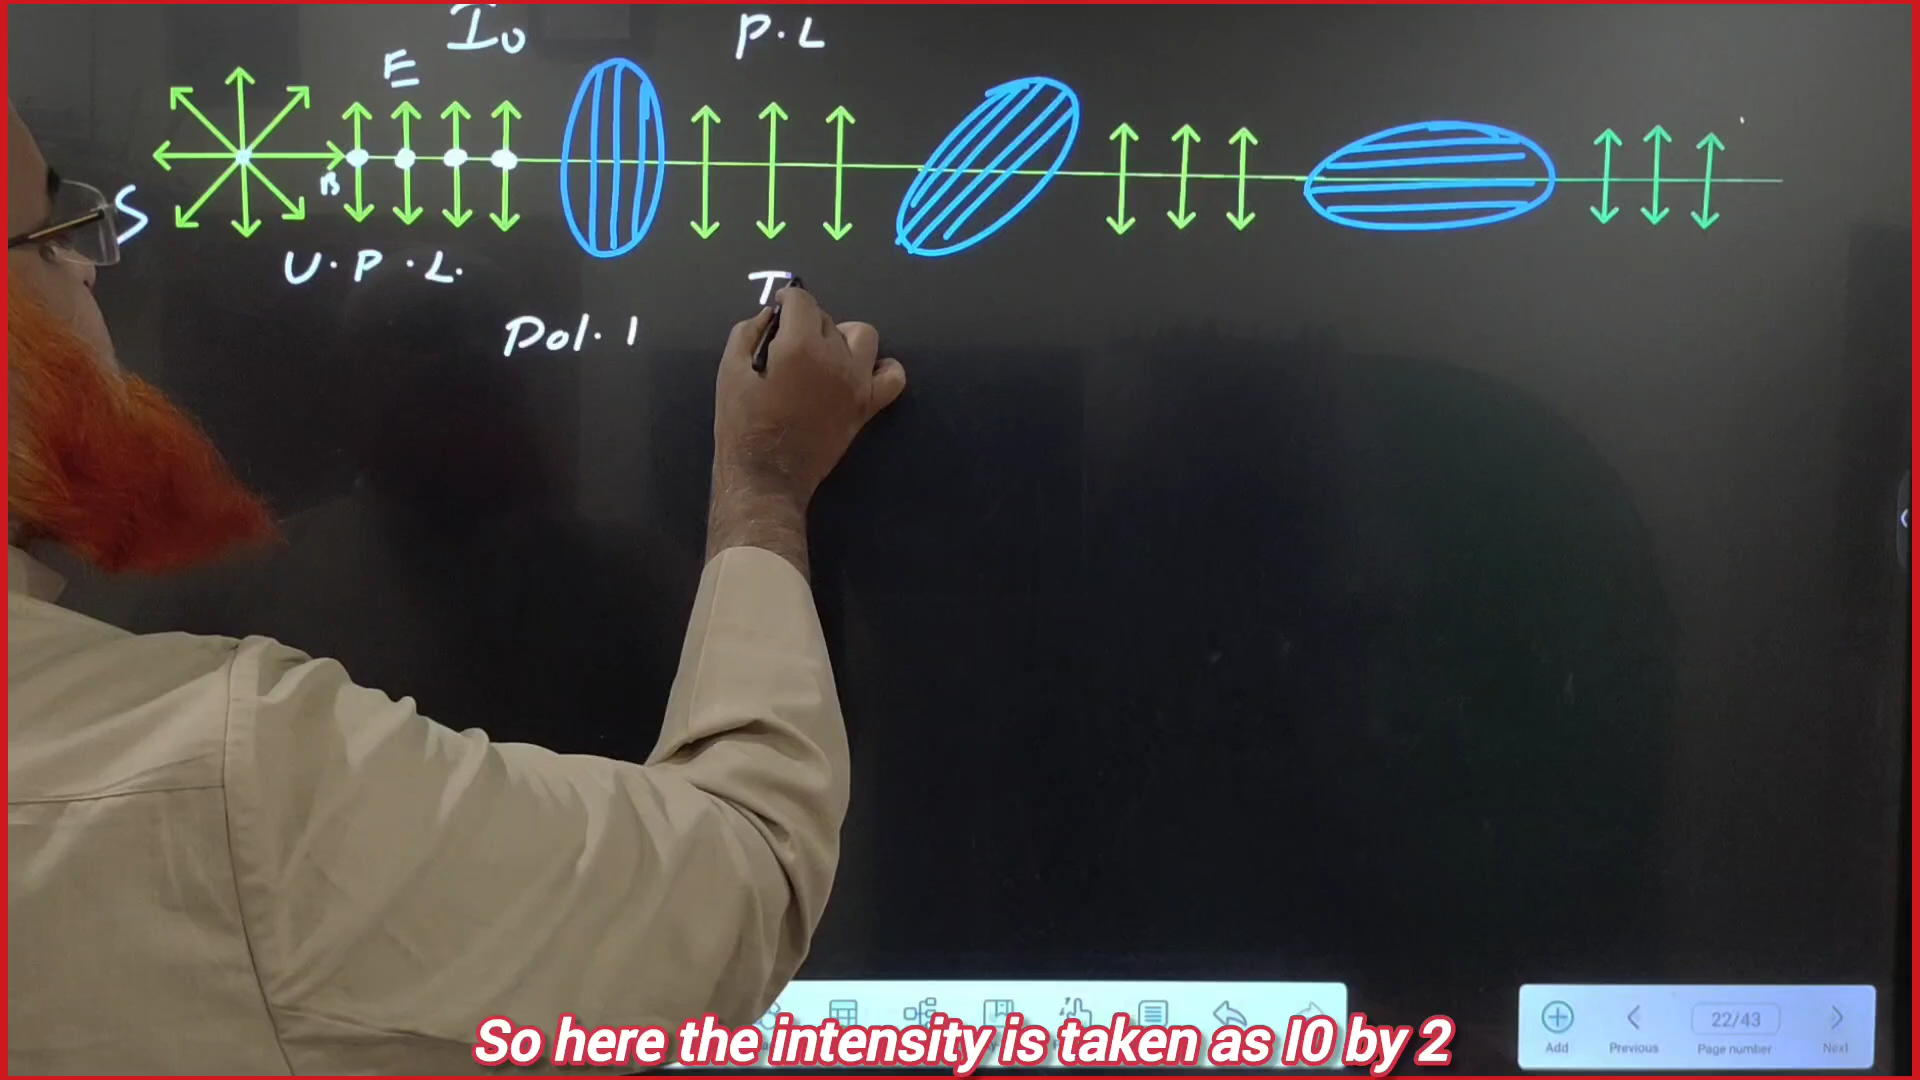 I₀
P.L
E
B
S
U.P.L.
Pol. 1
I
So here the intensity is taken as I0 by 2
Add
Previous
22/43
Page number
Next